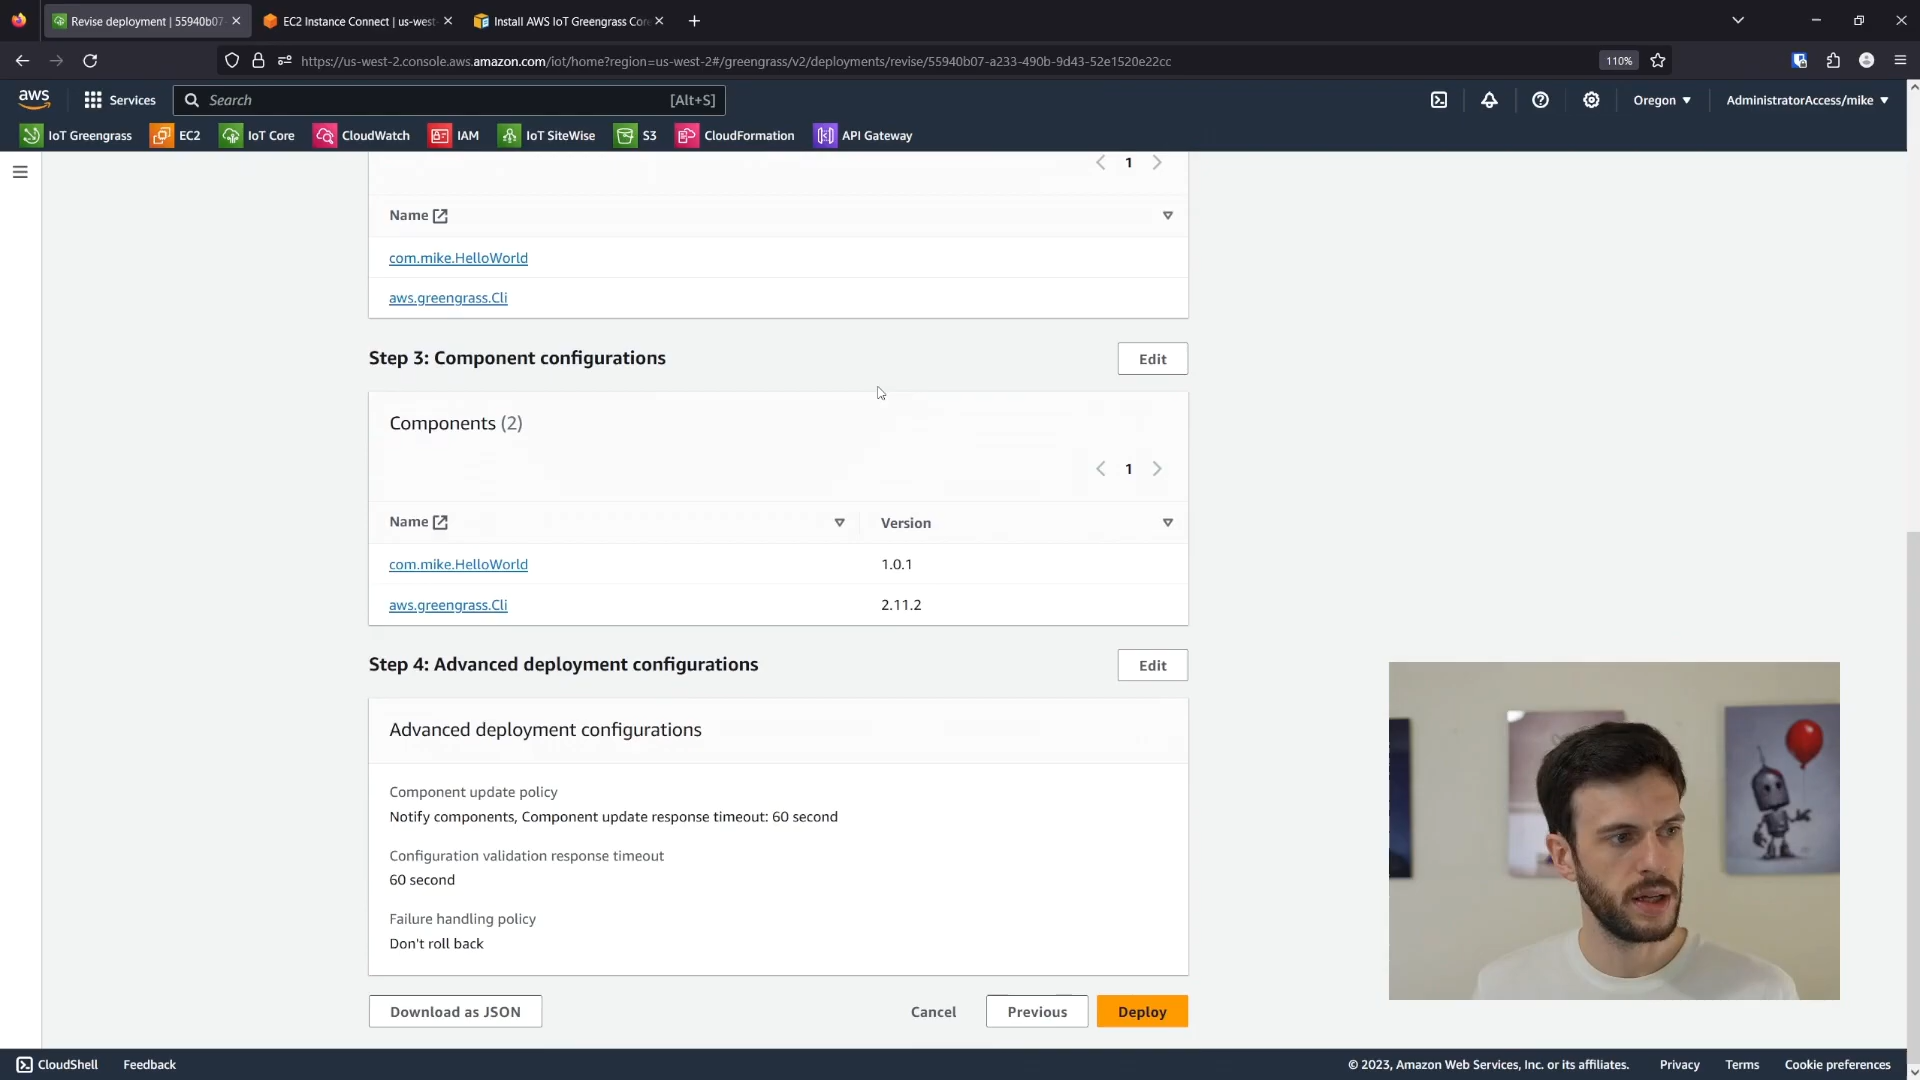 Revise deployment | 55940b07-
EC2 Instance Connect | us-west-
Install AWS IoT Greengrass Core
https://us-west-2.console.aws.amazon.com/iot/home?region=us-west-2#/greengrass/v2/deployments/revise/55940b07-a233-490b-9d43-52e1520e22cc
110%
aws
Services
Search
[Alt+S]
Oregon
AdministratorAccess/mike
IoT Greengrass
EC2
IoT Core
CloudWatch
IAM
IoT SiteWise
S3
CloudFormation
API Gateway
1
Name
com.mike.HelloWorld
aws.greengrass.Cli
Step 3: Component configurations
Edit
Components (2)
1
Name
Version
com.mike.HelloWorld
1.0.1
aws.greengrass.Cli
2.11.2
Step 4: Advanced deployment configurations
Edit
Advanced deployment configurations
Component update policy
Notify components, Component update response timeout: 60 second
Configuration validation response timeout
60 second
Failure handling policy
Don't roll back
Download as JSON
Cancel
Previous
Deploy
CloudShell
Feedback
© 2023, Amazon Web Services, Inc. or its affiliates.
Privacy
Terms
Cookie preferences